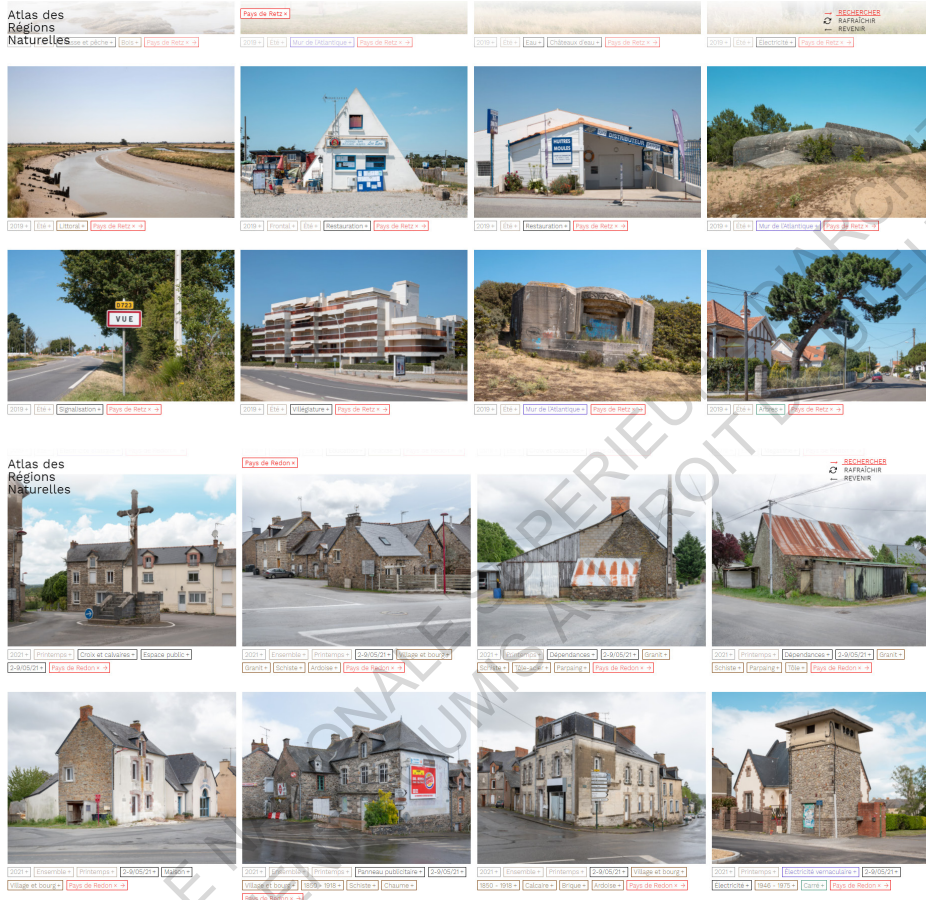 Atlas des
Régions
Naturelles
Pays de Retz ×
→ RECHERCHER
RAFRAÎCHIR
← REVENIR
sse et pêche + Bois + Pays de Retz × →
2019 + Été + Mur de l'Atlantique + Pays de Retz × →
2019 + Été + Eau + Châteaux d'eau + Pays de Retz × →
2019 + Été + Électricité + Pays de Retz × →
DISTRIBUTEUR
HUITRES
MOULES
2019 + Été + Littoral × Pays de Retz × →
2019 + Frontal + Été + Restauration + Pays de Retz × →
2019 + Été + Restauration + Pays de Retz × →
2019 + Été + Mur de l'Atlantique + Pays de Retz × →
D723
VUE
2019 + Été + Signalisation + Pays de Retz × →
2019 + Été + Villégiature + Pays de Retz × →
2019 + Été + Mur de l'Atlantique + Pays de Retz × →
2019 + Été + Arbres + Pays de Retz × →
Atlas des
Régions
Naturelles
Pays de Redon ×
→ RECHERCHER
RAFRAÎCHIR
← REVENIR
2021 + Printemps + Croix et calvaires + Espace public +
2-9/05/21 + Pays de Redon × →
2021 + Ensemble + Printemps + 2-9/05/21 + Village et bourg +
Granit + Schiste + Ardoise + Pays de Redon × →
2021 + Printemps + Dépendances + 2-9/05/21 + Granit +
Schiste + Tôle-acier + Parpaing + Pays de Redon × →
2021 + Printemps + Dépendances + 2-9/05/21 + Granit +
Schiste + Parpaing + Tôle + Pays de Redon × →
2021 + Ensemble + Printemps + 2-9/05/21 + Maison +
Village et bourg + Pays de Redon × →
2021 + Ensemble + Printemps + Panneau publicitaire + 2-9/05/21 +
Village et bourg + 1850 - 1918 + Schiste + Chaume +
Pays de Redon × →
2021 + Ensemble + Printemps + 2-9/05/21 + Village et bourg +
1850 - 1918 + Calcaire + Brique + Ardoise + Pays de Redon × →
2021 + Printemps + Électricité vernaculaire + 2-9/05/21 +
Électricité + 1946 - 1975 + Carré + Pays de Redon × →